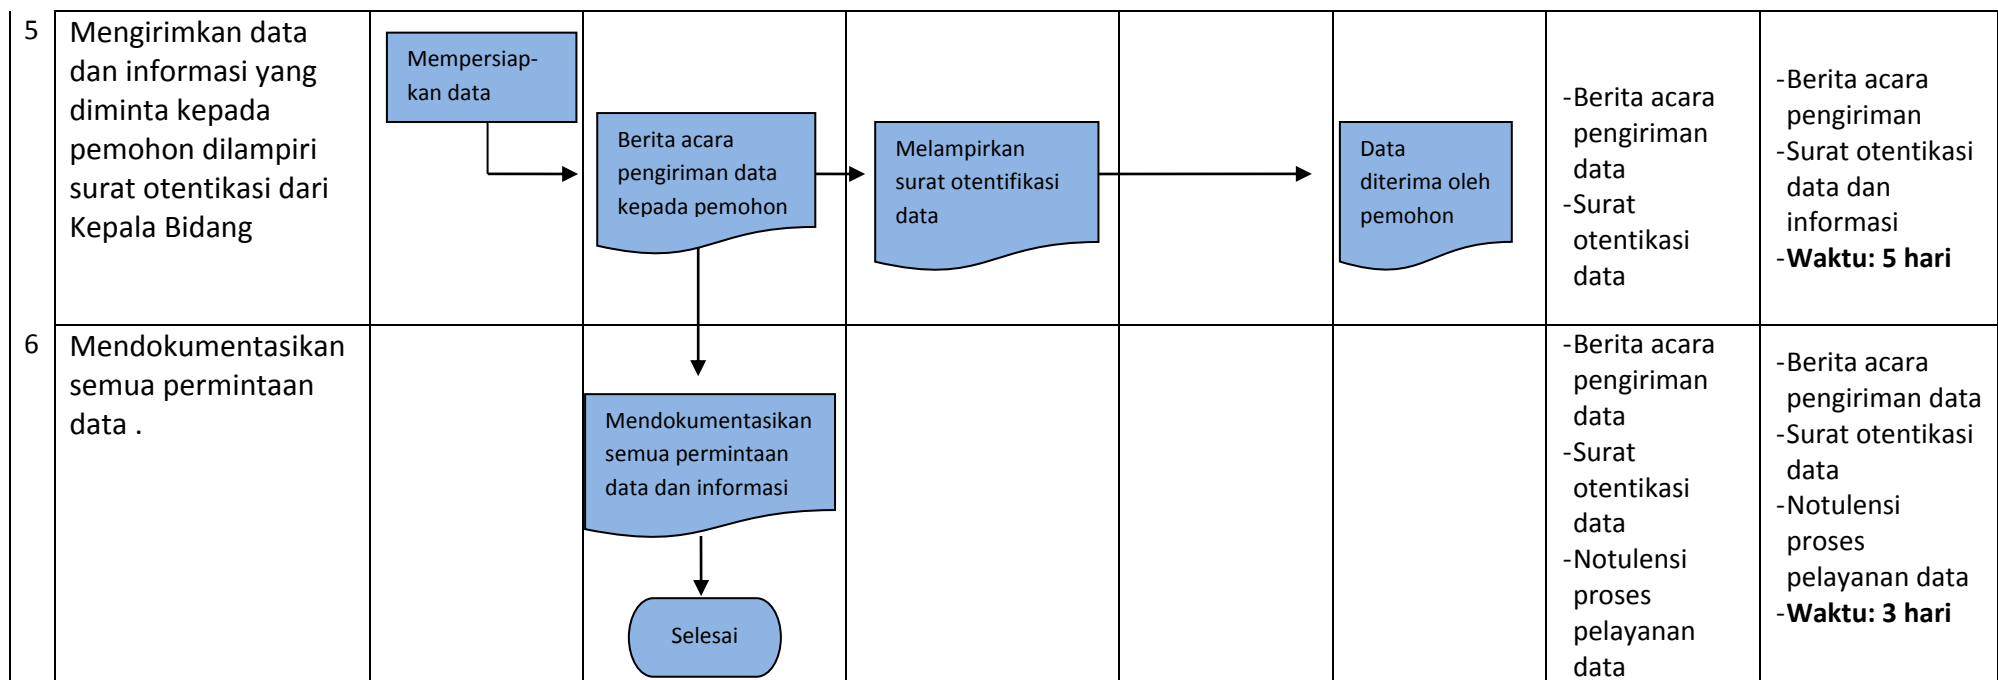 5
Mengirimkan data
dan informasi yang
diminta kepada
pemohon dilampiri
surat otentikasi dari
Kepala Bidang
Mempersiap-
kan data
Berita acara
pengiriman data
kepada pemohon
Melampirkan
surat otentifikasi
data
Data
diterima oleh
pemohon
-Berita acara
pengiriman
data
-Surat
otentikasi
data
-Berita acara
pengiriman
-Surat otentikasi
data dan
informasi
-Waktu: 5 hari
6
Mendokumentasikan
semua permintaan
data .
Mendokumentasikan
semua permintaan
data dan informasi
Selesai
-Berita acara
pengiriman
data
-Surat
otentikasi
data
-Notulensi
proses
pelayanan
data
-Berita acara
pengiriman data
-Surat otentikasi
data
-Notulensi
proses
pelayanan data
-Waktu: 3 hari